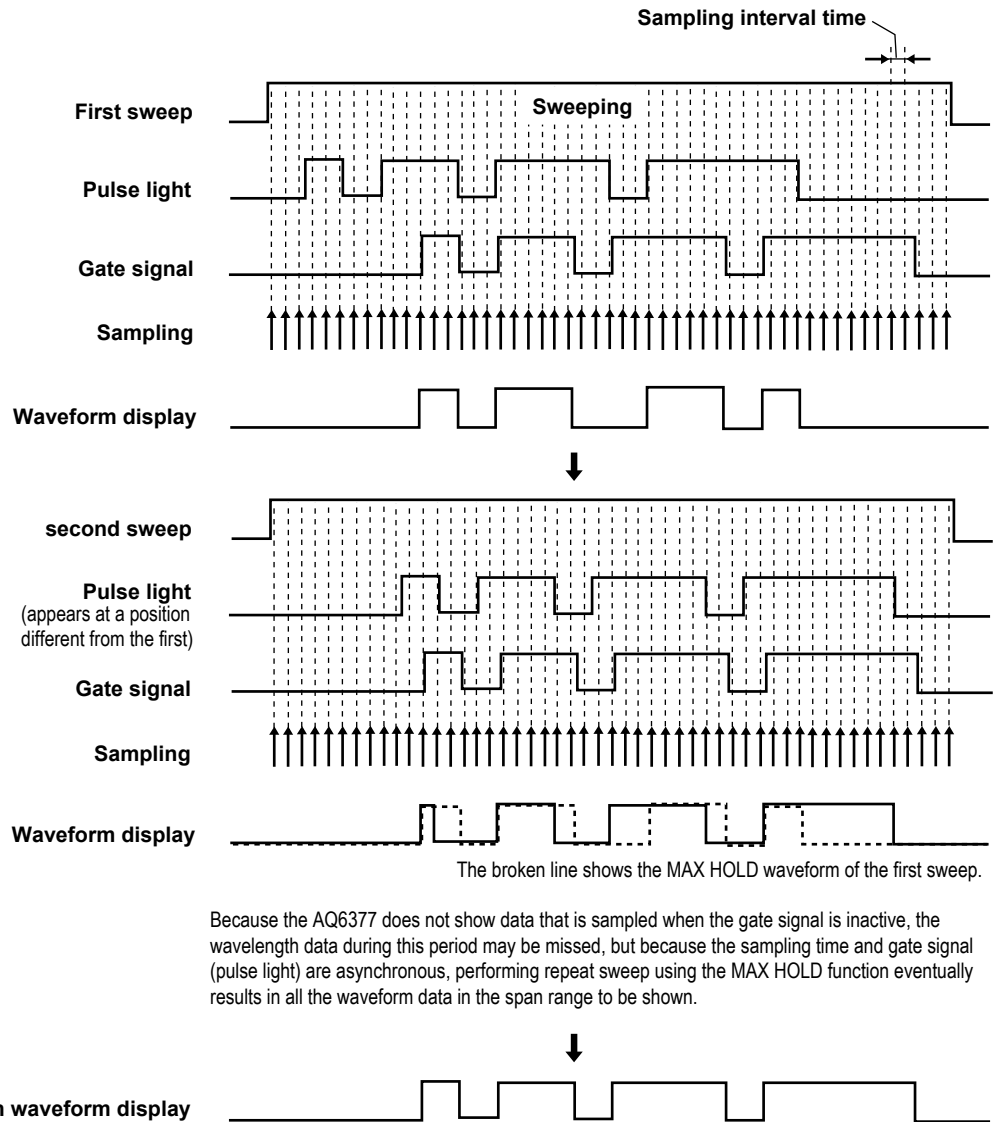 Sampling interval time
First sweep
Sweeping
Pulse light
Gate signal
Sampling
Waveform display
second sweep
Pulse light
(appears at a position
different from the first)
Gate signal
Sampling
Waveform display
The broken line shows the MAX HOLD waveform of the first sweep.
Because the AQ6377 does not show data that is sampled when the gate signal is inactive, the
wavelength data during this period may be missed, but because the sampling time and gate signal
(pulse light) are asynchronous, performing repeat sweep using the MAX HOLD function eventually
results in all the waveform data in the span range to be shown.
waveform display